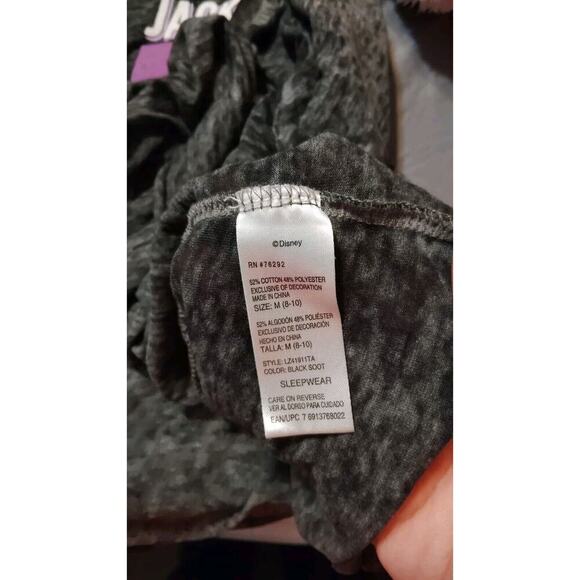 JACK
©Disney
RN #76292
52% COTTON 48% POLYESTER
EXCLUSIVE OF DECORATION
MADE IN CHINA
SIZE: M (8-10)
52% ALGODÓN 48% POLIÉSTER
EXCLUSIVO DE DECORACIÓN
HECHO EN CHINA
TALLA: M (8-10)
STYLE: LZ41911TA
COLOR: BLACK SOOT
SLEEPWEAR
CARE ON REVERSE
VER AL DORSO PARA CUIDADO
EAN/UPC 7 6913768022